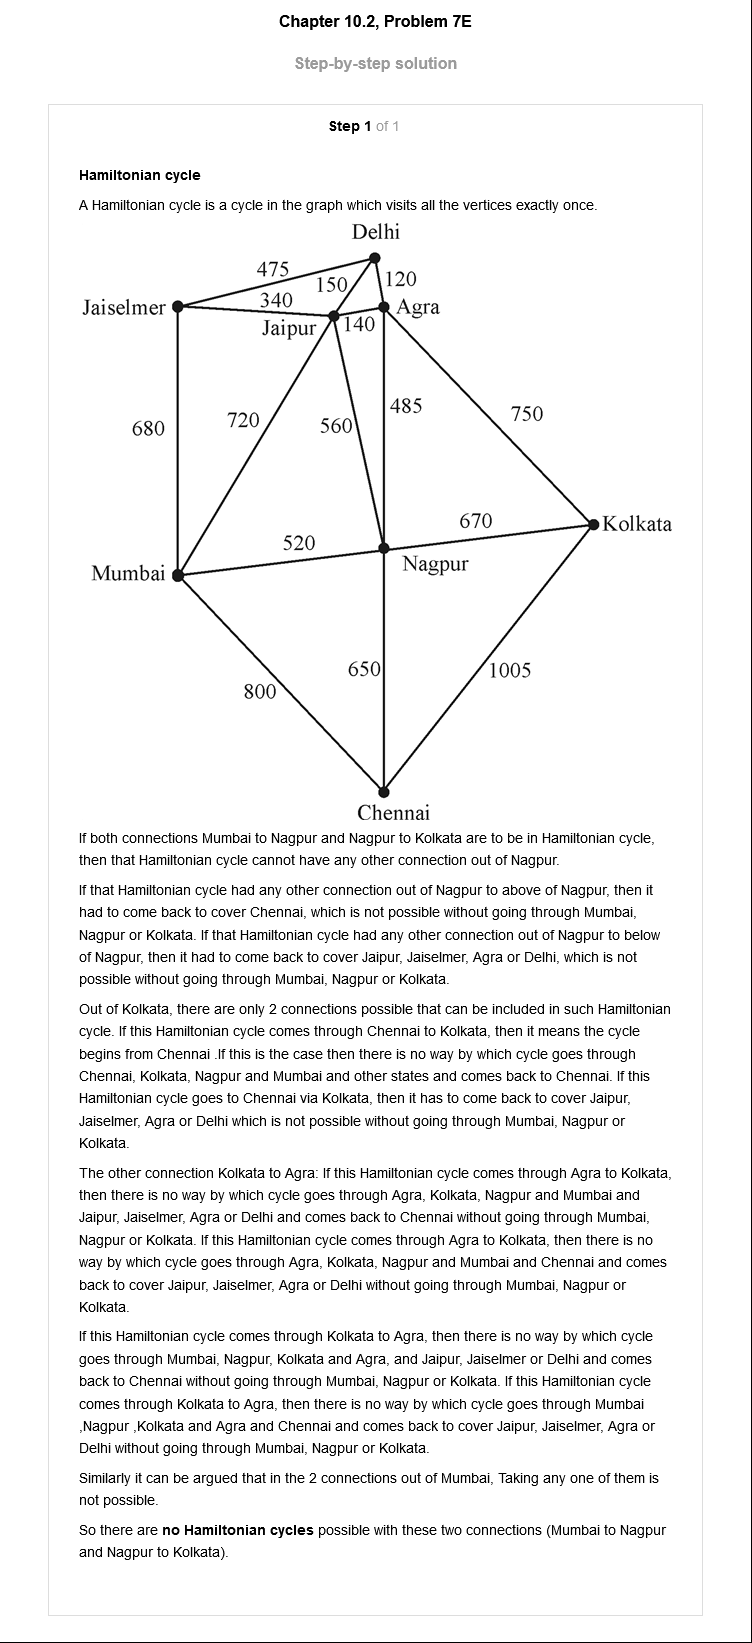 Chapter 10.2, Problem 7E
Step-by-step solution
Step 1 of 1
Hamiltonian cycle
A Hamiltonian cycle is a cycle in the graph which visits all the vertices exactly once.
Delhi
475
150
120
Jaiselmer
340
Agra
Jaipur
140
680
720
560
485
750
520
670
Kolkata
Mumbai
Nagpur
800
650
1005
Chennai
If both connections Mumbai to Nagpur and Nagpur to Kolkata are to be in Hamiltonian cycle,
then that Hamiltonian cycle cannot have any other connection out of Nagpur.
If that Hamiltonian cycle had any other connection out of Nagpur to above of Nagpur, then it
had to come back to cover Chennai, which is not possible without going through Mumbai,
Nagpur or Kolkata. If that Hamiltonian cycle had any other connection out of Nagpur to below
of Nagpur, then it had to come back to cover Jaipur, Jaiselmer, Agra or Delhi, which is not
possible without going through Mumbai, Nagpur or Kolkata.
Out of Kolkata, there are only 2 connections possible that can be included in such Hamiltonian
cycle. If this Hamiltonian cycle comes through Chennai to Kolkata, then it means the cycle
begins from Chennai .If this is the case then there is no way by which cycle goes through
Chennai, Kolkata, Nagpur and Mumbai and other states and comes back to Chennai. If this
Hamiltonian cycle goes to Chennai via Kolkata, then it has to come back to cover Jaipur,
Jaiselmer, Agra or Delhi which is not possible without going through Mumbai, Nagpur or
Kolkata.
The other connection Kolkata to Agra: If this Hamiltonian cycle comes through Agra to Kolkata,
then there is no way by which cycle goes through Agra, Kolkata, Nagpur and Mumbai and
Jaipur, Jaiselmer, Agra or Delhi and comes back to Chennai without going through Mumbai,
Nagpur or Kolkata. If this Hamiltonian cycle comes through Agra to Kolkata, then there is no
way by which cycle goes through Agra, Kolkata, Nagpur and Mumbai and Chennai and comes
back to cover Jaipur, Jaiselmer, Agra or Delhi without going through Mumbai, Nagpur or
Kolkata.
If this Hamiltonian cycle comes through Kolkata to Agra, then there is no way by which cycle
goes through Mumbai, Nagpur, Kolkata and Agra, and Jaipur, Jaiselmer or Delhi and comes
back to Chennai without going through Mumbai, Nagpur or Kolkata. If this Hamiltonian cycle
comes through Kolkata to Agra, then there is no way by which cycle goes through Mumbai
,Nagpur ,Kolkata and Agra and Chennai and comes back to cover Jaipur, Jaiselmer, Agra or
Delhi without going through Mumbai, Nagpur or Kolkata.
Similarly it can be argued that in the 2 connections out of Mumbai, Taking any one of them is
not possible.
So there are no Hamiltonian cycles possible with these two connections (Mumbai to Nagpur
and Nagpur to Kolkata).